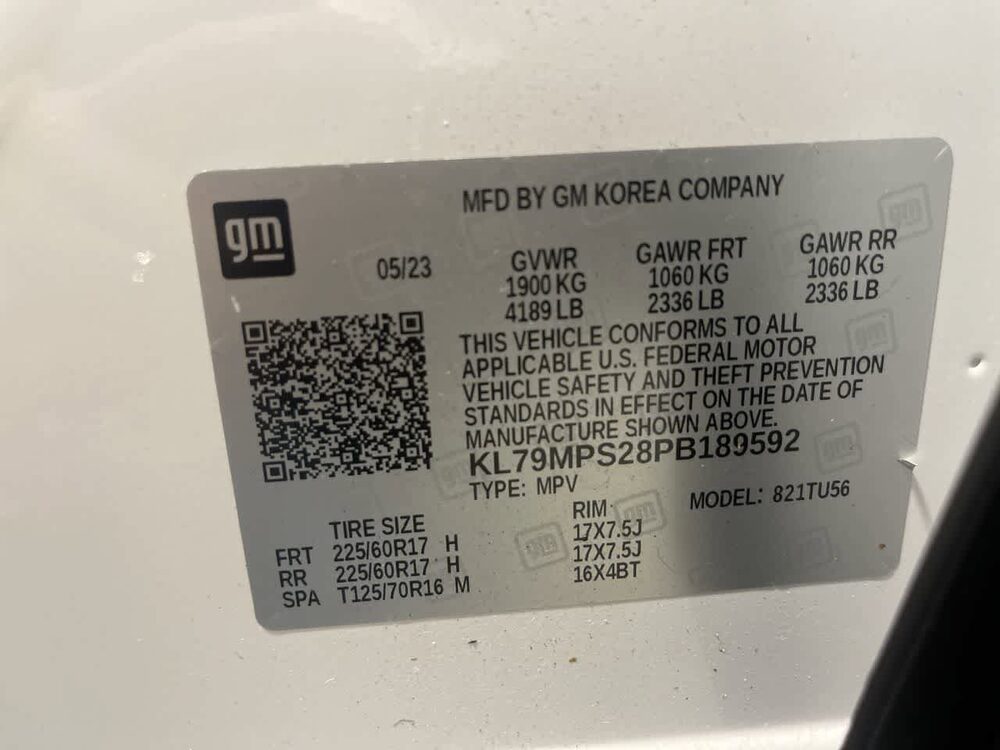 MFD BY GM KOREA COMPANY
gm
05/23
GVWR
1900 KG
4189 LB
GAWR FRT
1060 KG
2336 LB
GAWR RR
1060 KG
2336 LB
THIS VEHICLE CONFORMS TO ALL
APPLICABLE U.S. FEDERAL MOTOR
VEHICLE SAFETY AND THEFT PREVENTION
STANDARDS IN EFFECT ON THE DATE OF
MANUFACTURE SHOWN ABOVE.
KL79MPS28PB189592
TYPE: MPV MODEL: 821TU56
TIRE SIZE RIM
FRT 225/60R17 H 17X7.5J
RR 225/60R17 H 17X7.5J
SPA T125/70R16 M 16X4BT